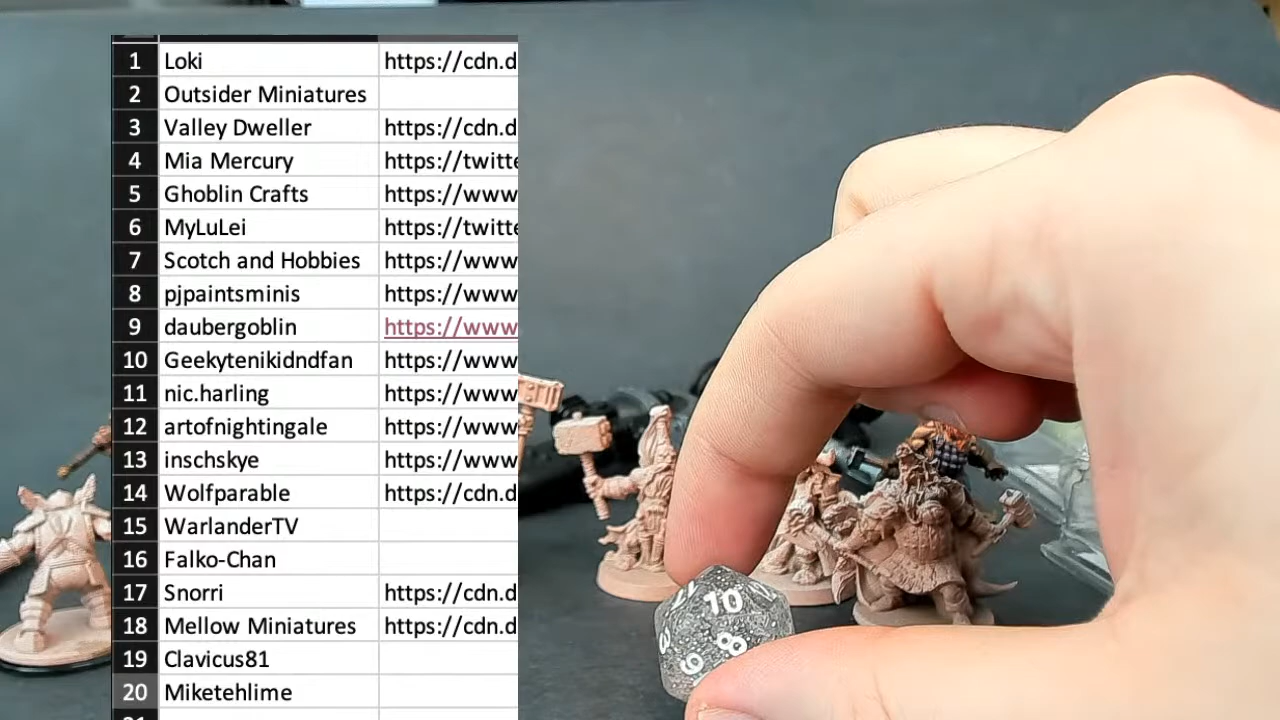 1 Loki https://cdn.d
2 Outsider Miniatures
3 Valley Dweller https://cdn.d
4 Mia Mercury https://twitte
5 Ghoblin Crafts https://www
6 MyLuLei https://twitte
7 Scotch and Hobbies https://www
8 pjpaintsminis https://www
9 daubergoblin https://www
10 Geekytenikidndfan https://www
11 nic.harling https://www
12 artofnightingale https://www
13 inschskye https://www
14 Wolfparable https://cdn.d
15 WarlanderTV
16 Falko-Chan
17 Snorri https://cdn.d
18 Mellow Miniatures https://cdn.d
19 Clavicus81
20 Miketehlime
10
8